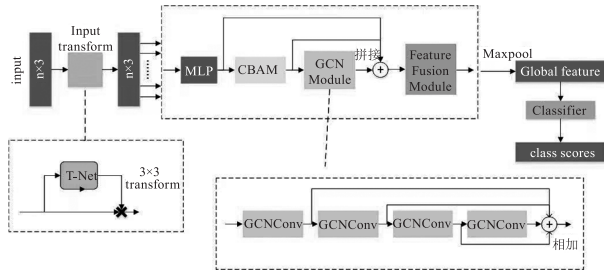 input
n×3
Input
transform
n×3
MLP
CBAM
GCN
Module
拼接
Feature
Fusion
Module
Maxpool
Global feature
Classifier
class scores
T-Net
3×3
transform
GCNConv
GCNConv
GCNConv
GCNConv
相加